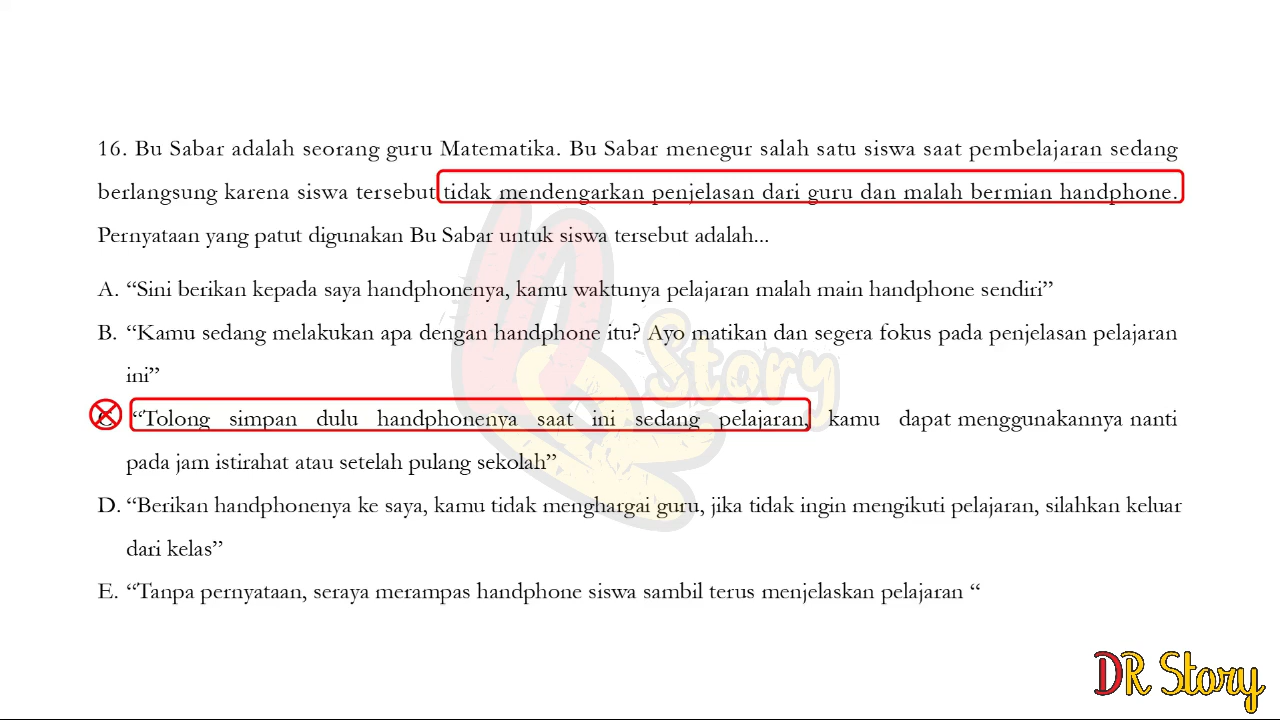 16. Bu Sabar adalah seorang guru Matematika. Bu Sabar menegur salah satu siswa saat pembelajaran sedang
berlangsung karena siswa tersebut tidak mendengarkan penjelasan dari guru dan malah bermian handphone.
Pernyataan yang patut digunakan Bu Sabar untuk siswa tersebut adalah...
A. “Sini berikan kepada saya handphonenya, kamu waktunya pelajaran malah main handphone sendiri”
B. “Kamu sedang melakukan apa dengan handphone itu? Ayo matikan dan segera fokus pada penjelasan pelajaran
ini”
C. “Tolong simpan dulu handphonenya saat ini sedang pelajaran, kamu dapat menggunakannya nanti
pada jam istirahat atau setelah pulang sekolah”
D. “Berikan handphonenya ke saya, kamu tidak menghargai guru, jika tidak ingin mengikuti pelajaran, silahkan keluar
dari kelas”
E. “Tanpa pernyataan, seraya merampas handphone siswa sambil terus menjelaskan pelajaran “
Story
DR Story